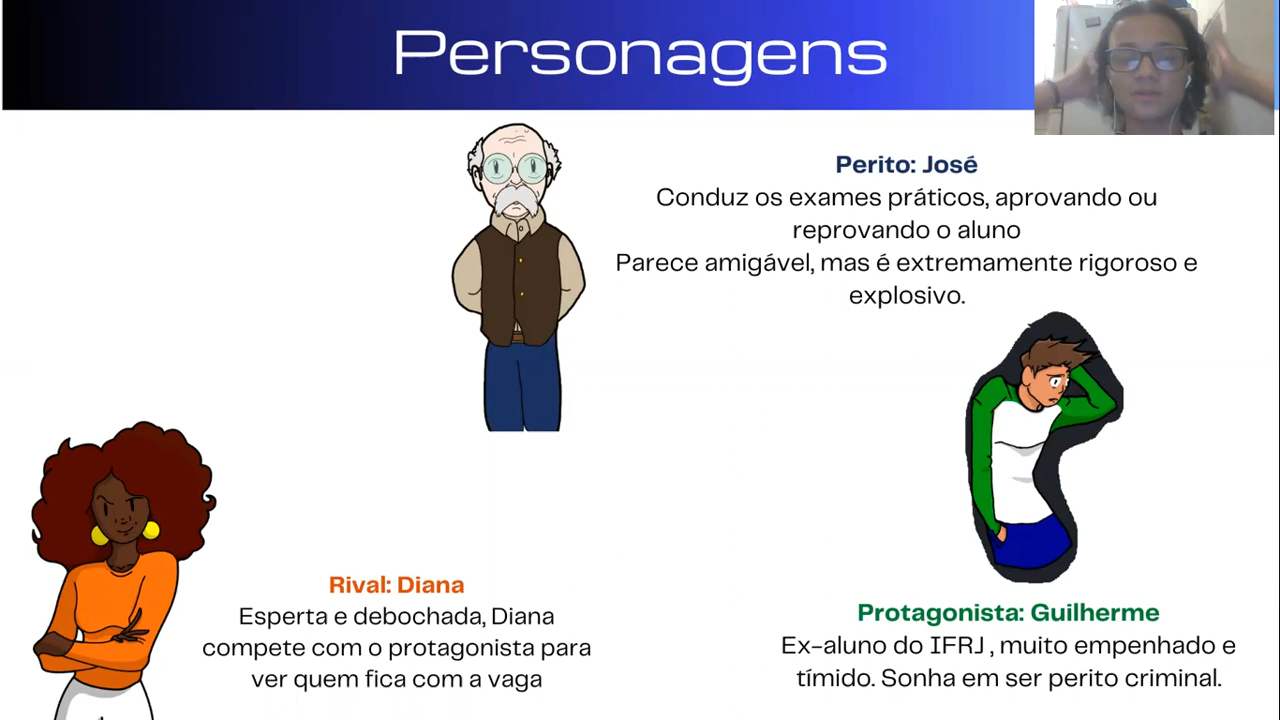 Personagens
Perito: José
Conduz os exames práticos, aprovando ou
reprovando o aluno
Parece amigável, mas é extremamente rigoroso e
explosivo.
Rival: Diana
Esperta e debochada, Diana
compete com o protagonista para
ver quem fica com a vaga
Protagonista: Guilherme
Ex-aluno do IFRJ , muito empenhado e
tímido. Sonha em ser perito criminal.